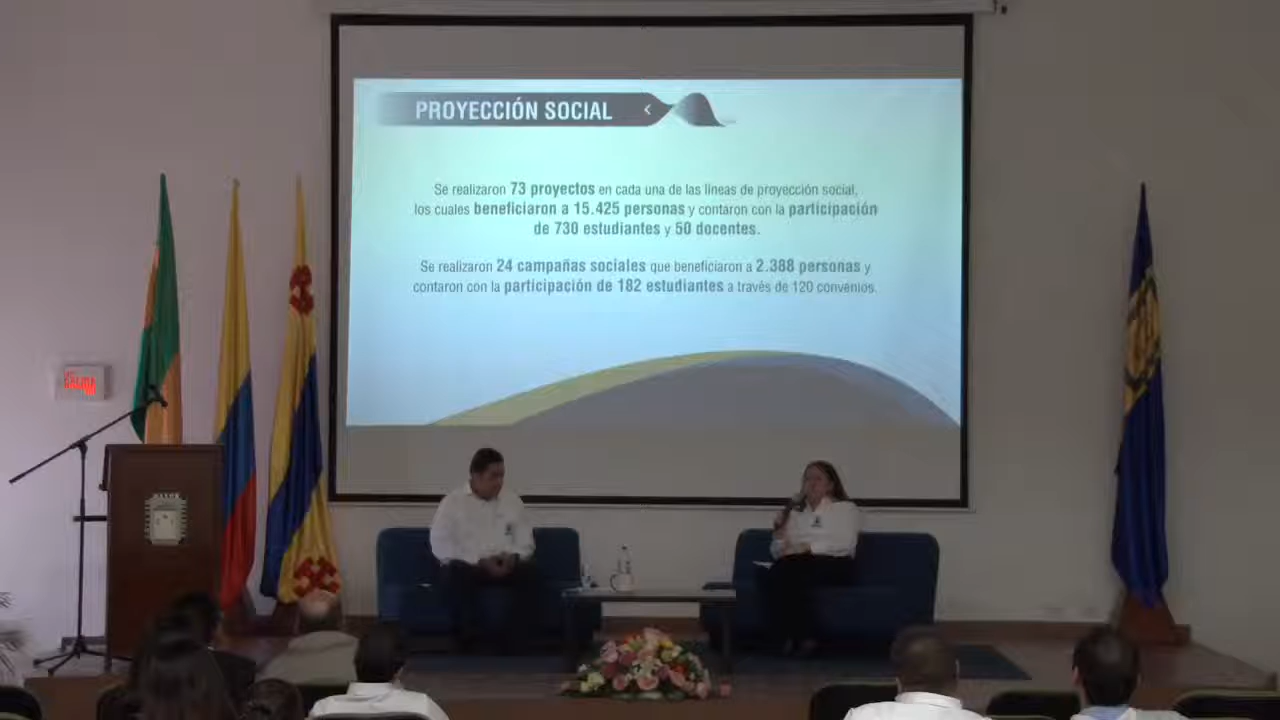 PROYECCIÓN SOCIAL
Se realizaron 73 proyectos en cada una de las líneas de proyección social,
los cuales beneficiaron a 15.425 personas y contaron con la participación
de 730 estudiantes y 50 docentes.
Se realizaron 24 campañas sociales que beneficiaron a 2.388 personas y
contaron con la participación de 182 estudiantes a través de 120 convenios.
SALIDA